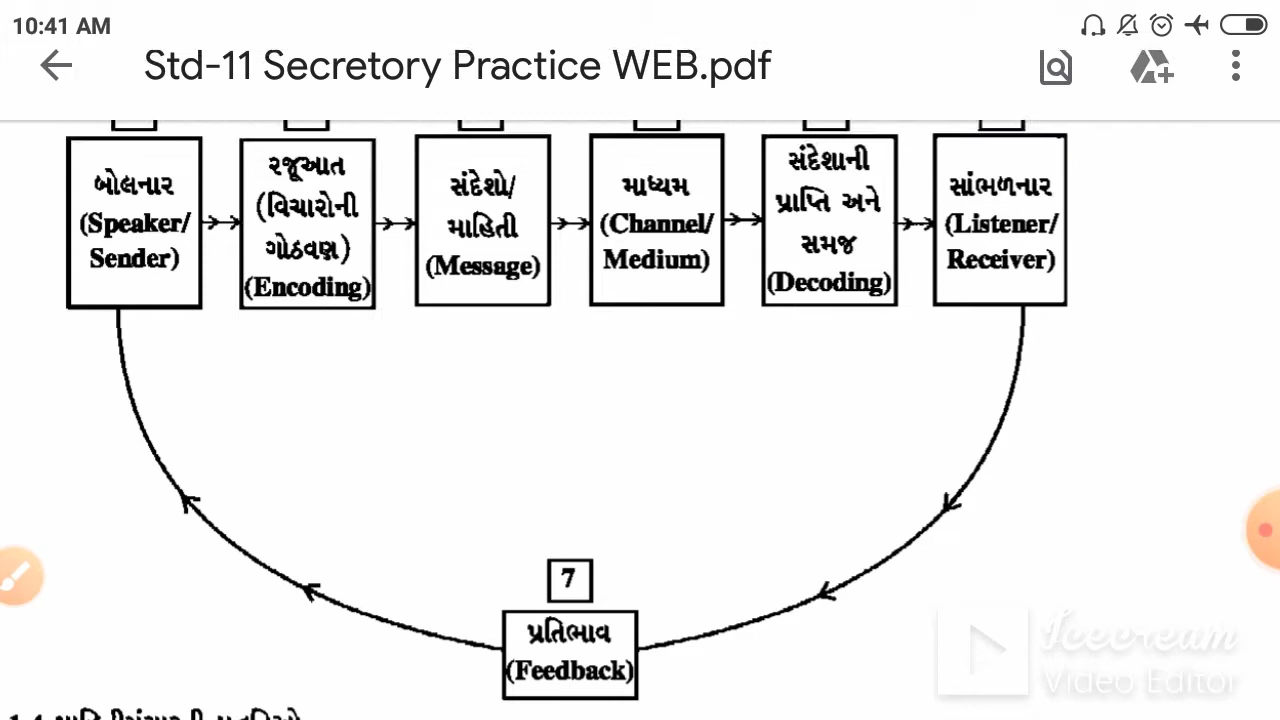 10:41 AM
Std-11 Secretory Practice WEB.pdf
બોલનાર
(Speaker/
Sender)
રજૂઆત
(વિચારોની
ગોઠવણ)
(Encoding)
સંદેશો/
માહિતી
(Message)
માધ્યમ
(Channel/
Medium)
સંદેશાની
પ્રાપ્તિ અને
સમજ
(Decoding)
સાંભળનાર
(Listener/
Receiver)
7
પ્રતિભાવ
(Feedback)
Icecream
Video Editor